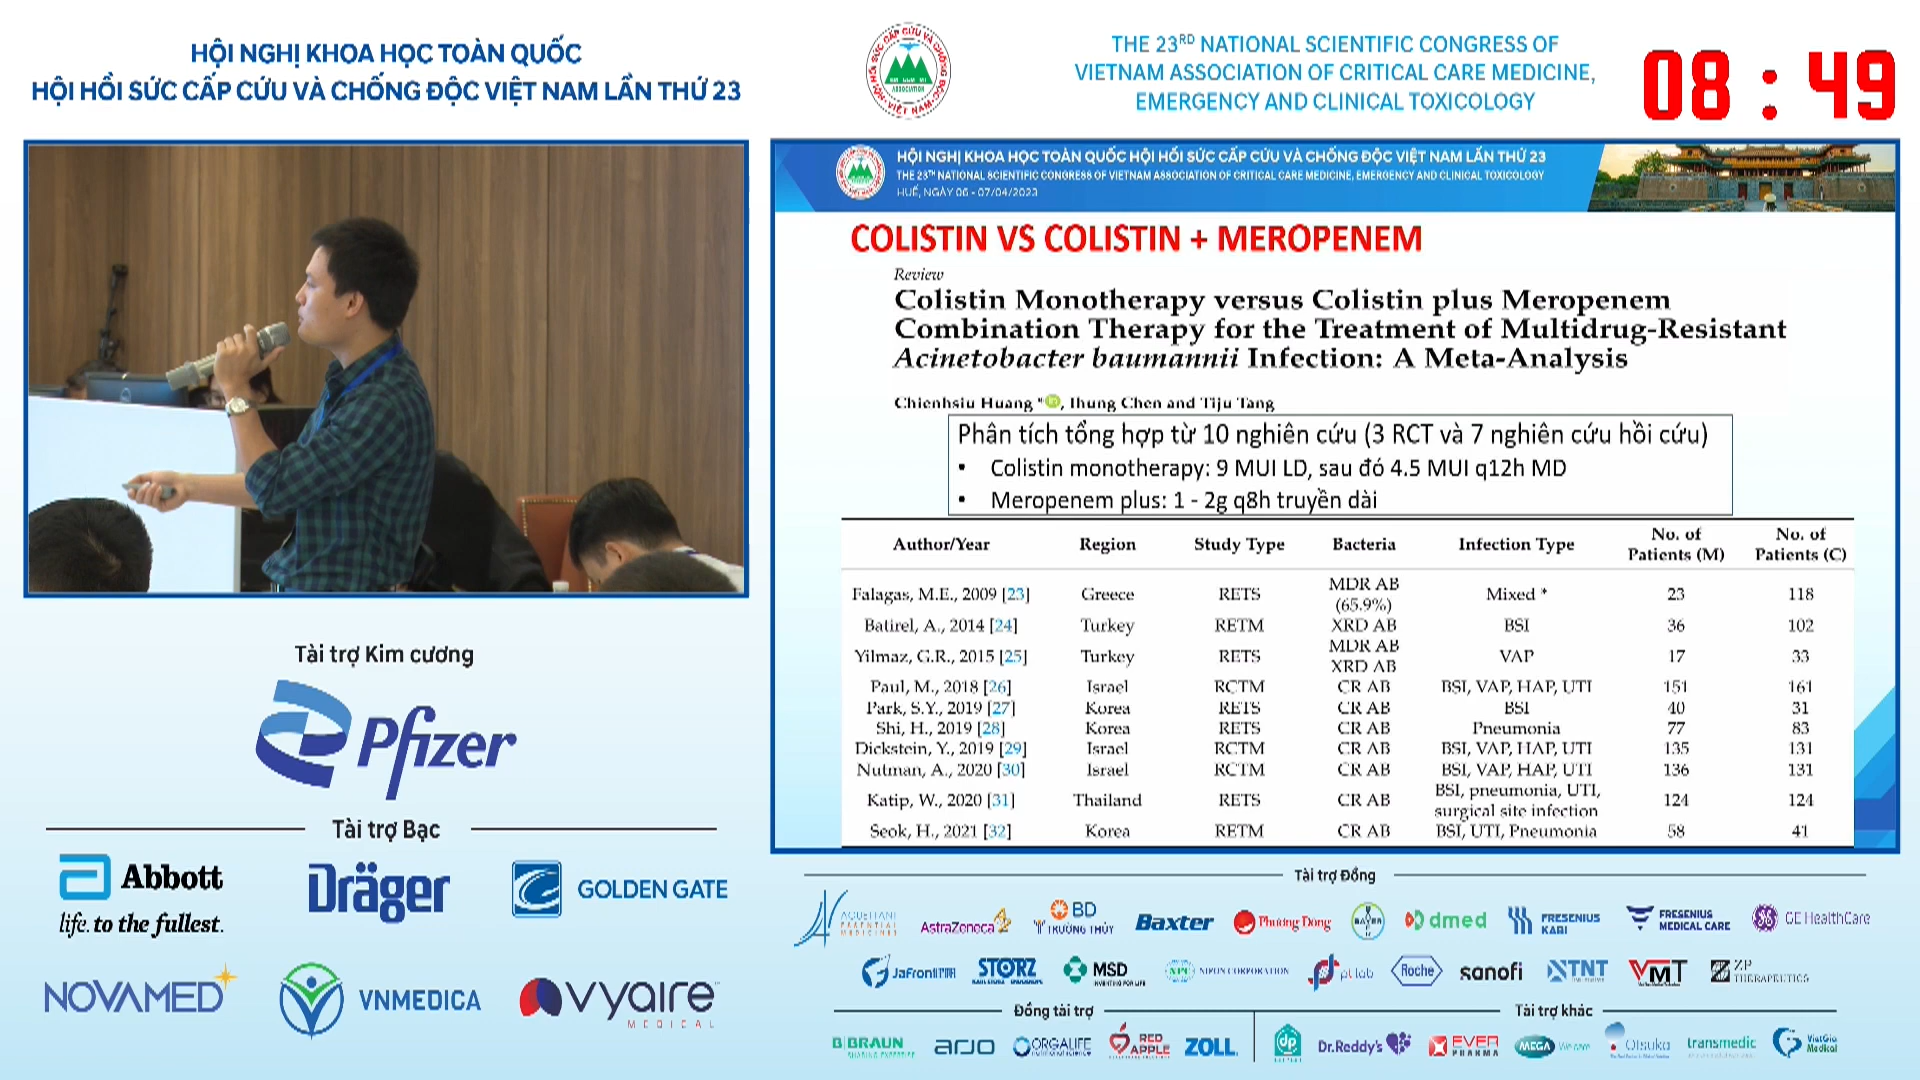 HỘI NGHỊ KHOA HỌC TOÀN QUỐC
HỘI HỒI SỨC CẤP CỨU VÀ CHỐNG ĐỘC VIỆT NAM LẦN THỨ 23
THE 23RD NATIONAL SCIENTIFIC CONGRESS OF
VIETNAM ASSOCIATION OF CRITICAL CARE MEDICINE,
EMERGENCY AND CLINICAL TOXICOLOGY
08 : 49
HỘI NGHỊ KHOA HỌC TOÀN QUỐC HỘI HỒI SỨC CẤP CỨU VÀ CHỐNG ĐỘC VIỆT NAM LẦN THỨ 23
THE 23TH NATIONAL SCIENTIFIC CONGRESS OF VIETNAM ASSOCIATION OF CRITICAL CARE MEDICINE, EMERGENCY AND CLINICAL TOXICOLOGY
HUẾ, NGÀY 06 - 07/04/2023
COLISTIN VS COLISTIN + MEROPENEM
Review
Colistin Monotherapy versus Colistin plus Meropenem
Combination Therapy for the Treatment of Multidrug-Resistant
Acinetobacter baumannii Infection: A Meta-Analysis
Chienhsiu Huang *, Ihung Chen and Tiju Tang
Phân tích tổng hợp từ 10 nghiên cứu (3 RCT và 7 nghiên cứu hồi cứu)
• Colistin monotherapy: 9 MUI LD, sau đó 4.5 MUI q12h MD
• Meropenem plus: 1 - 2g q8h truyền dài
Author/Year Region Study Type Bacteria Infection Type No. of Patients (M) No. of Patients (C)
Falagas, M.E., 2009 [23] Greece RETS MDR AB (65.9%) Mixed * 23 118
Batirel, A., 2014 [24] Turkey RETM XRD AB BSI 36 102
Yilmaz, G.R., 2015 [25] Turkey RETS MDR AB XRD AB VAP 17 33
Paul, M., 2018 [26] Israel RCTM CR AB BSI, VAP, HAP, UTI 151 161
Park, S.Y., 2019 [27] Korea RETS CR AB BSI 40 31
Shi, H., 2019 [28] Korea RETS CR AB Pneumonia 77 83
Dickstein, Y., 2019 [29] Israel RCTM CR AB BSI, VAP, HAP, UTI 135 131
Nutman, A., 2020 [30] Israel RCTM CR AB BSI, VAP, HAP, UTI 136 131
Katip, W., 2020 [31] Thailand RETS CR AB BSI, pneumonia, UTI, surgical site infection 124 124
Seok, H., 2021 [32] Korea RETM CR AB BSI, UTI, Pneumonia 58 41
Tài trợ Kim cương
Pfizer
Tài trợ Bạc
Abbott
life. to the fullest.
Dräger
GOLDEN GATE
NOVAMED
VNMEDICA
vyaire
MEDICAL
Tài trợ Đồng
AstraZeneca
BD
TRƯỜNG THỦY
Baxter
Phương Đông
BAYER
dmed
FRESENIUS
KABI
FRESENIUS
MEDICAL CARE
GE HealthCare
STORZ
MSD
INVENTING FOR LIFE
NIPON CORPORATION
pt lab
Roche
sanofi
TNT
VMT
ZP
THERAPEUTICS
Đồng tài trợ
Tài trợ khác
B BRAUN
SHARING EXPERTISE
arjo
ORGALIFE
RED
APPLE
ZOLL
dp
Dr.Reddy's
EVER
PHARMA
MEGA We care
Otsuka
transmedic
VietGia
Medical